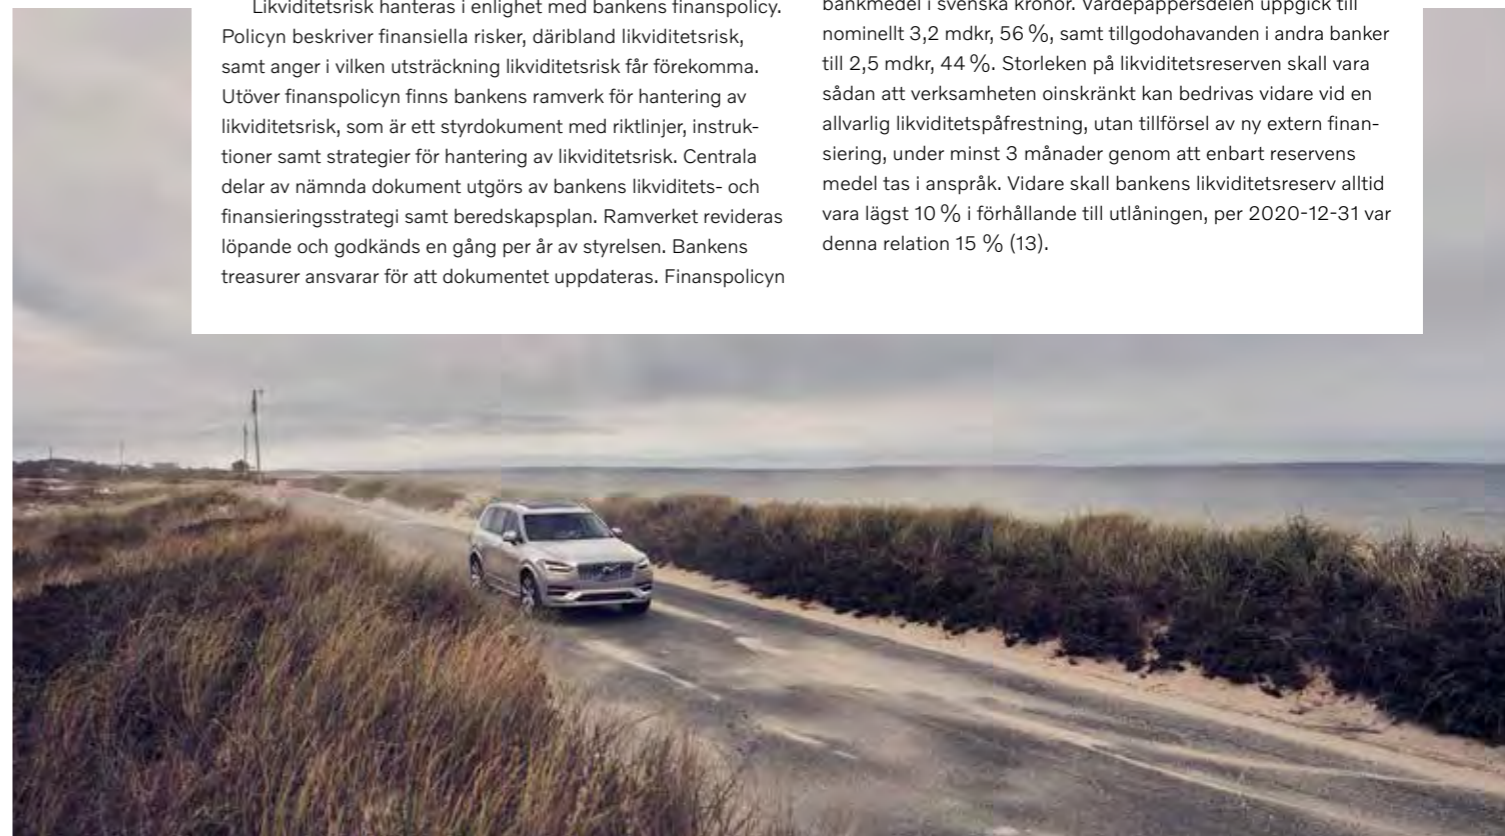 Likviditetsrisk hanteras i enlighet med bankens finanspolicy.
Policyn beskriver finansiella risker, däribland likviditetsrisk,
samt anger i vilken utsträckning likviditetsrisk får förekomma.
Utöver finanspolicyn finns bankens ramverk för hantering av
likviditetsrisk, som är ett styrdokument med riktlinjer, instruk-
tioner samt strategier för hantering av likviditetsrisk. Centrala
delar av nämnda dokument utgörs av bankens likviditets- och
finansieringsstrategi samt beredskapsplan. Ramverket revideras
löpande och godkänds en gång per år av styrelsen. Bankens
treasurer ansvarar för att dokumentet uppdateras. Finanspolicyn
bankmedel i svenska kronor. Värdepappersdelen uppgick till
nominellt 3,2 mdkr, 56 %, samt tillgodohavanden i andra banker
till 2,5 mdkr, 44 %. Storleken på likviditetsreserven skall vara
sådan att verksamheten oinskränkt kan bedrivas vidare vid en
allvarlig likviditetspåfrestning, utan tillförsel av ny extern finan-
siering, under minst 3 månader genom att enbart reservens
medel tas i anspråk. Vidare skall bankens likviditetsreserv alltid
vara lägst 10 % i förhållande till utlåningen, per 2020-12-31 var
denna relation 15 % (13).